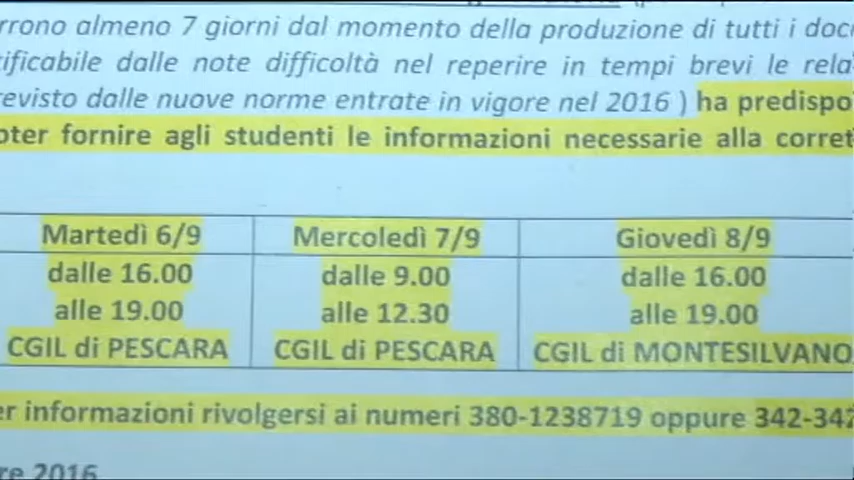 rrono almeno 7 giorni dal momento della produzione di tutti i doc
ificabile dalle note difficoltà nel reperire in tempi brevi le rela
revisto dalle nuove norme entrate in vigore nel 2016 ) ha predispo
oter fornire agli studenti le informazioni necessarie alla corret
Martedì 6/9 Mercoledì 7/9 Giovedì 8/9
dalle 16.00 dalle 9.00 dalle 16.00
alle 19.00 alle 12.30 alle 19.00
CGIL di PESCARA CGIL di PESCARA CGIL di MONTESILVANO
er informazioni rivolgersi ai numeri 380-1238719 oppure 342-342
re 2016